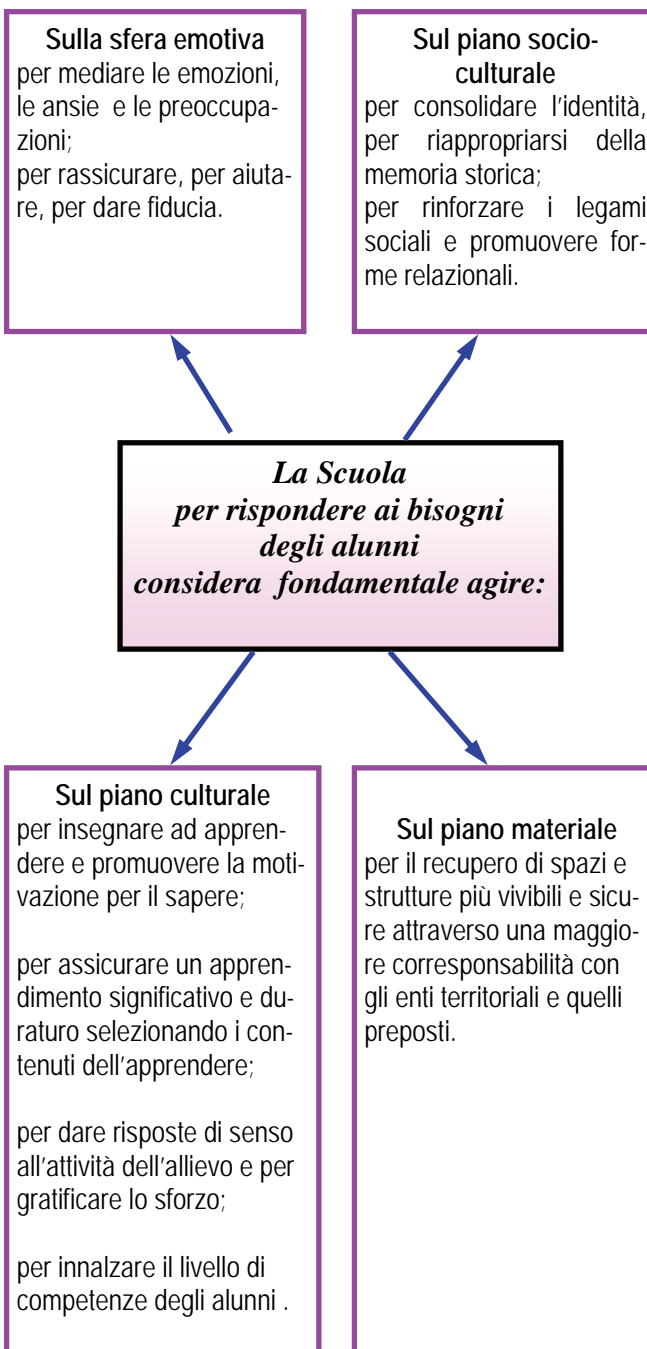 Sulla sfera emotiva
per mediare le emozioni,
le ansie e le preoccupa-
zioni;
per rassicurare, per aiuta-
re, per dare fiducia.
Sul piano socio-
culturale
per consolidare l'identità,
per riappropriarsi della
memoria storica;
per rinforzare i legami
sociali e promuovere for-
me relazionali.
La Scuola
per rispondere ai bisogni
degli alunni
considera fondamentale agire:
Sul piano culturale
per insegnare ad appren-
dere e promuovere la moti-
vazione per il sapere;
per assicurare un appren-
dimento significativo e du-
raturo selezionando i con-
tenuti dell'apprendere;
per dare risposte di senso
all'attività dell'allievo e per
gratificare lo sforzo;
per innalzare il livello di
competenze degli alunni .
Sul piano materiale
per il recupero di spazi e
strutture più vivibili e sicu-
re attraverso una maggio-
re corresponsabilità con
gli enti territoriali e quelli
preposti.